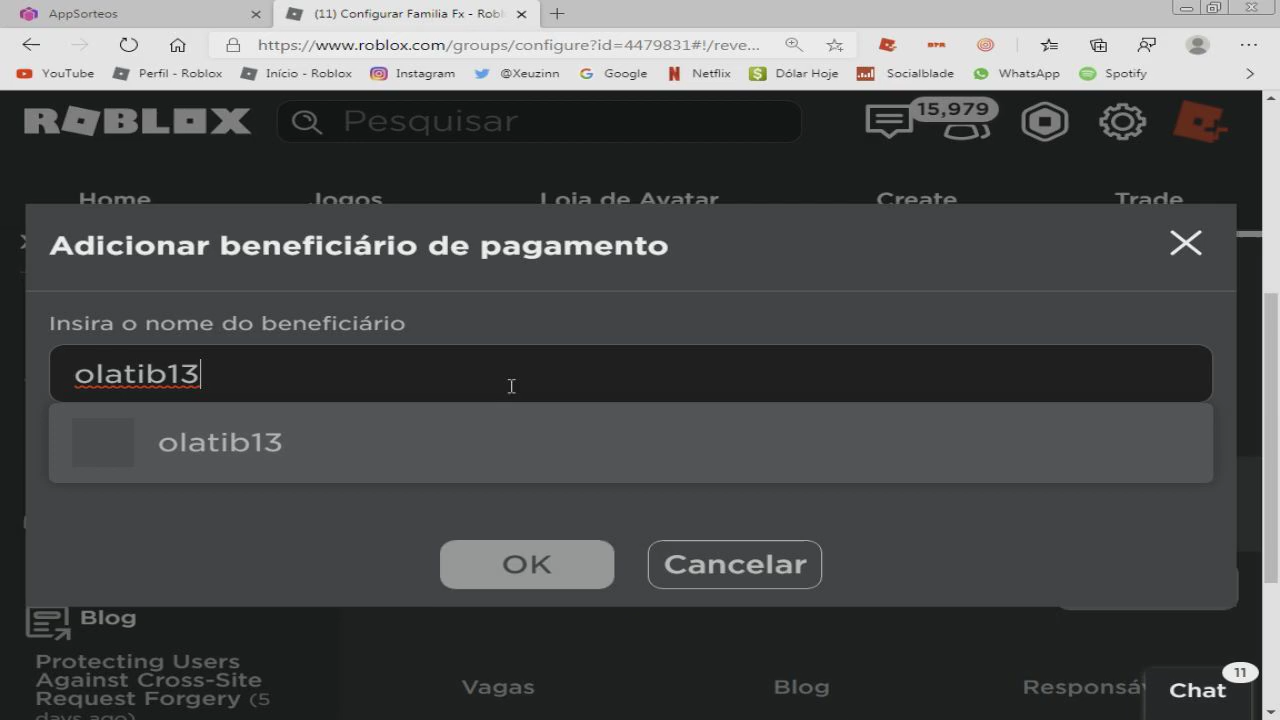 AppSorteos
(11) Configurar Familia Fx - Robl
https://www.roblox.com/groups/configure?id=4479831#!/reve...
YouTube
Perfil - Roblox
Início - Roblox
Instagram
@Xeuzinn
Google
Netflix
Dólar Hoje
Socialblade
WhatsApp
Spotify
ROBLOX
Pesquisar
15,979
Home
Jogos
Loja de Avatar
Create
Trade
Adicionar beneficiário de pagamento
Insira o nome do beneficiário
olatib13
olatib13
OK
Cancelar
Blog
Protecting Users
Against Cross-Site
Request Forgery (5
days ago)
Vagas
Blog
Responsáv
Chat
11